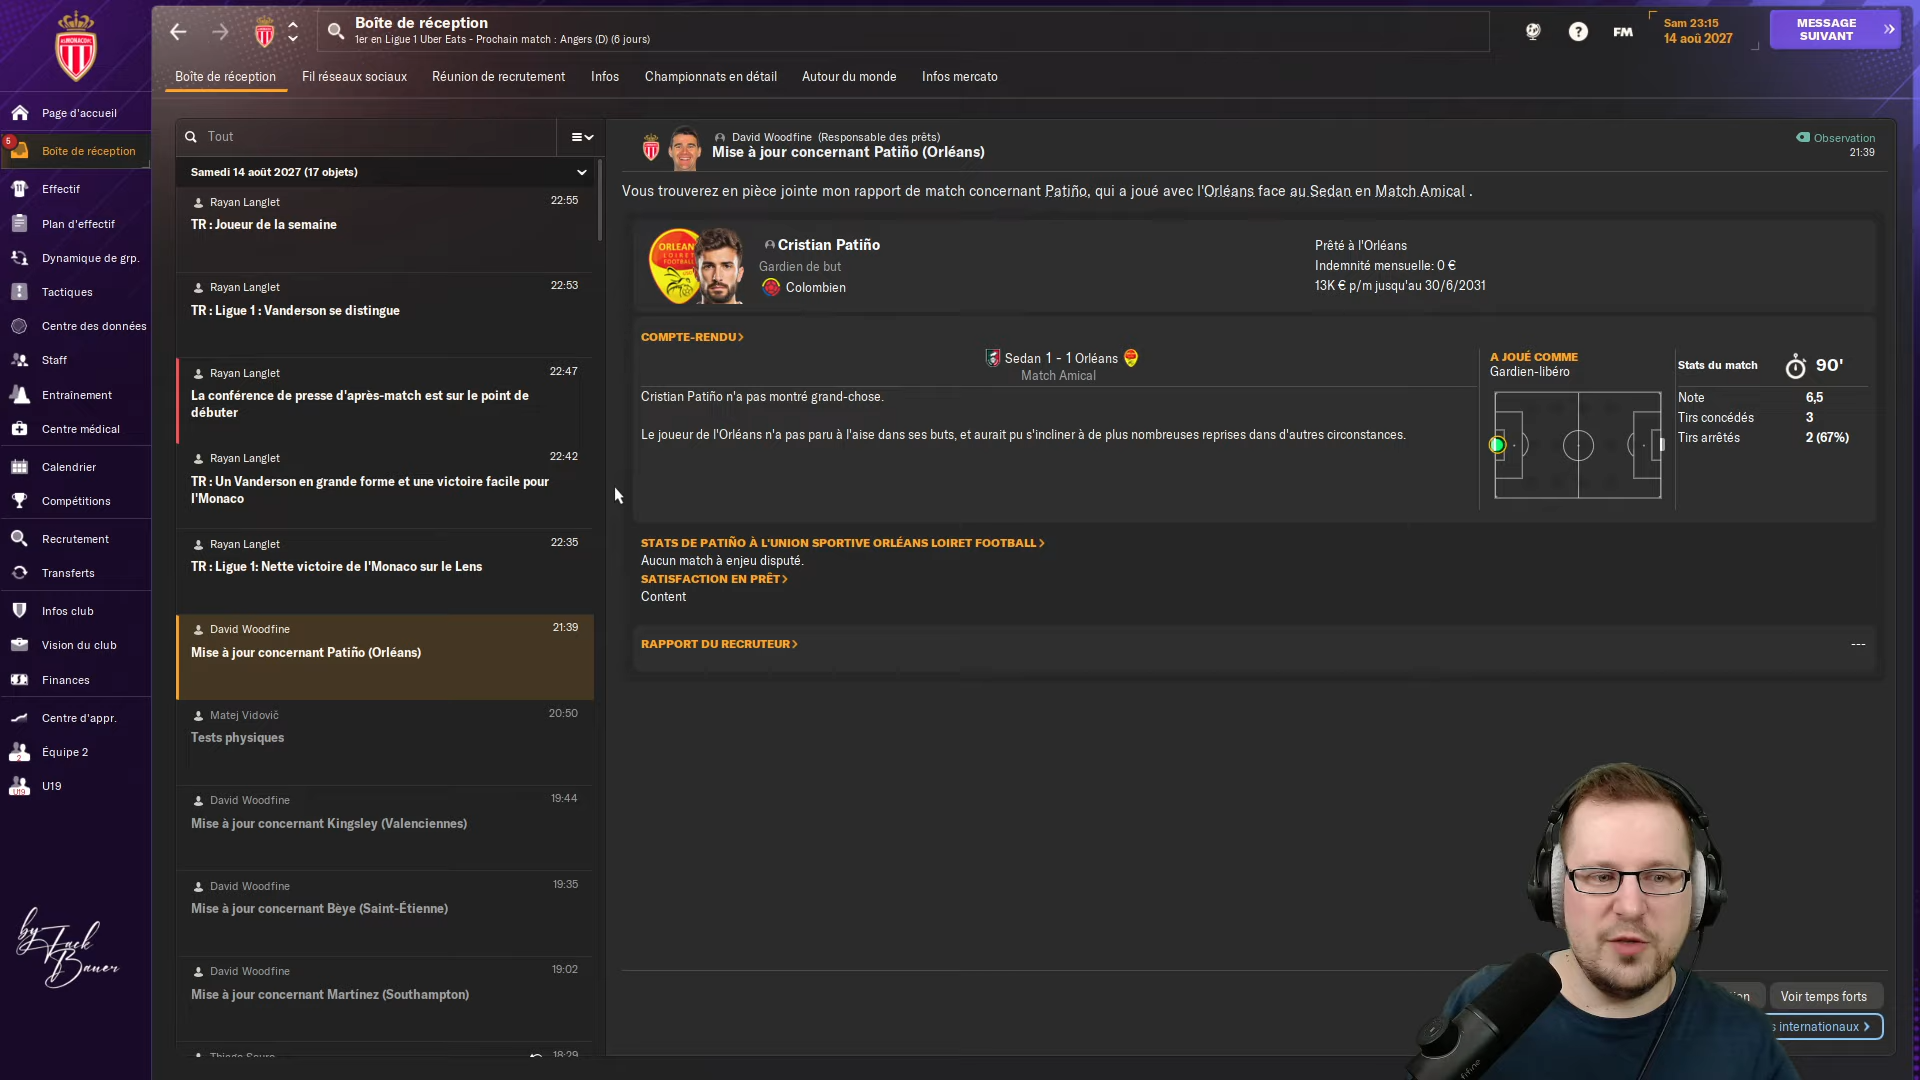 Boîte de réception
1er en Ligue 1 Uber Eats - Prochain match : Angers (D) (6 jours)
FM
Sam 23:15
14 aoû 2027
MESSAGE
SUIVANT
Boîte de réception
Fil réseaux sociaux
Réunion de recrutement
Infos
Championnats en détail
Autour du monde
Infos mercato
Page d'accueil
5
Boîte de réception
Effectif
Plan d'effectif
Dynamique de grp.
Tactiques
Centre des données
Staff
Entraînement
Centre médical
Calendrier
Compétitions
Recrutement
Transferts
Infos club
Vision du club
Finances
Centre d'appr.
Équipe 2
U19
by Jack
Bauer
Tout
Samedi 14 août 2027 (17 objets)
Rayan Langlet 22:55
TR : Joueur de la semaine
Rayan Langlet 22:53
TR : Ligue 1 : Vanderson se distingue
Rayan Langlet 22:47
La conférence de presse d'après-match est sur le point de
débuter
Rayan Langlet 22:42
TR : Un Vanderson en grande forme et une victoire facile pour
l'Monaco
Rayan Langlet 22:35
TR : Ligue 1: Nette victoire de l'Monaco sur le Lens
David Woodfine 21:39
Mise à jour concernant Patiño (Orléans)
Matej Vidovič 20:50
Tests physiques
David Woodfine 19:44
Mise à jour concernant Kingsley (Valenciennes)
David Woodfine 19:35
Mise à jour concernant Bèye (Saint-Étienne)
David Woodfine 19:02
Mise à jour concernant Martínez (Southampton)
18:29
David Woodfine (Responsable des prêts)
Mise à jour concernant Patiño (Orléans)
Observation
21:39
Vous trouverez en pièce jointe mon rapport de match concernant Patiño, qui a joué avec l'Orléans face au Sedan en Match Amical .
Cristian Patiño
Gardien de but
Colombien
Prêté à l'Orléans
Indemnité mensuelle: 0 €
13K € p/m jusqu'au 30/6/2031
COMPTE-RENDU
Sedan 1 - 1 Orléans
Match Amical
Cristian Patiño n'a pas montré grand-chose.
Le joueur de l'Orléans n'a pas paru à l'aise dans ses buts, et aurait pu s'incliner à de plus nombreuses reprises dans d'autres circonstances.
A JOUÉ COMME
Gardien-libéro
Stats du match 90'
Note 6,5
Tirs concédés 3
Tirs arrêtés 2 (67%)
STATS DE PATIÑO À L'UNION SPORTIVE ORLÉANS LOIRET FOOTBALL
Aucun match à enjeu disputé.
SATISFACTION EN PRÊT
Content
RAPPORT DU RECRUTEUR
---
Voir temps forts
internationaux
fifine